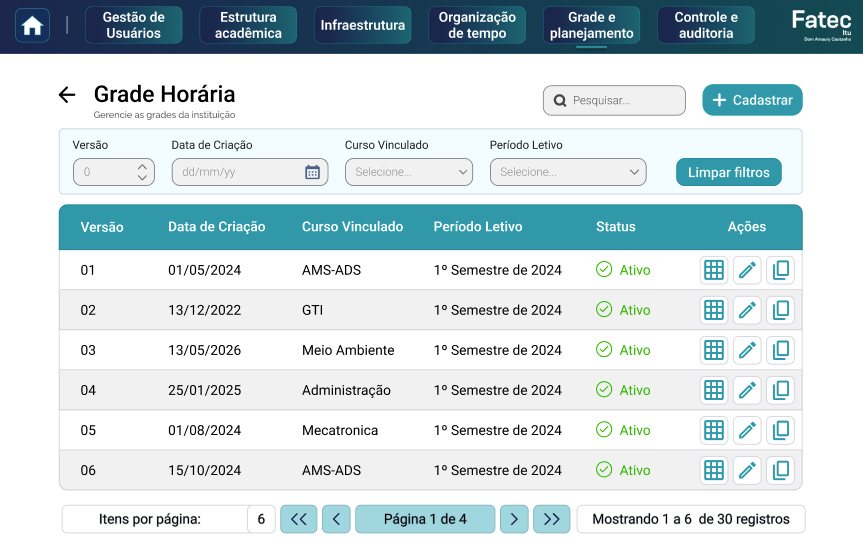 Gestão de
Usuários
Estrutura
acadêmica
Infraestrutura
Organização
de tempo
Grade e
planejamento
Controle e
auditoria
Fatec
Itu
Dom Amaury Castanho
Grade Horária
Gerencie as grades da instituição
Pesquisar...
+ Cadastrar
Versão Data de Criação Curso Vinculado Período Letivo
0 dd/mm/yy Selecione... Selecione... Limpar filtros
Versão Data de Criação Curso Vinculado Período Letivo Status Ações
01 01/05/2024 AMS-ADS 1º Semestre de 2024 Ativo
02 13/12/2022 GTI 1º Semestre de 2024 Ativo
03 13/05/2026 Meio Ambiente 1º Semestre de 2024 Ativo
04 25/01/2025 Administração 1º Semestre de 2024 Ativo
05 01/08/2024 Mecatronica 1º Semestre de 2024 Ativo
06 15/10/2024 AMS-ADS 1º Semestre de 2024 Ativo
Itens por página: 6 << < Página 1 de 4 > >> Mostrando 1 a 6 de 30 registros